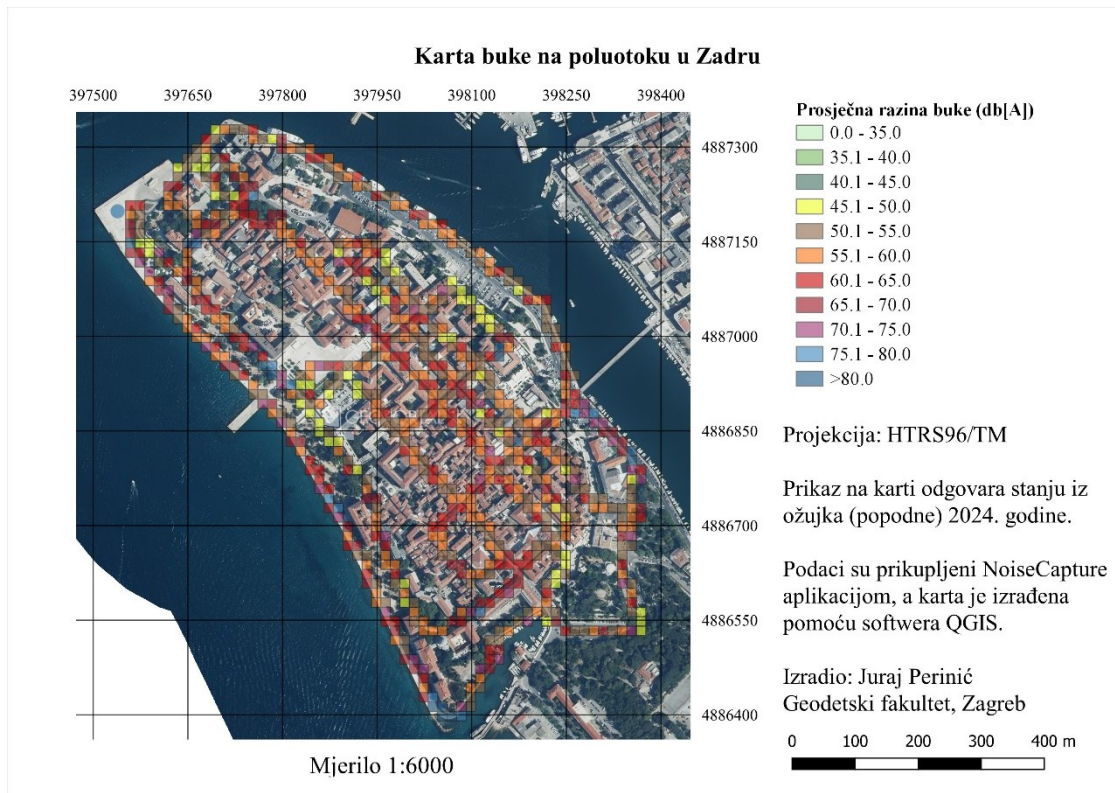 Karta buke na poluotoku u Zadru
397500 397650 397800 397950 398100 398250 398400
4887300
4887150
4887000
4886850
4886700
4886550
4886400
Mjerilo 1:6000
Prosječna razina buke (db[A])
0.0 - 35.0
35.1 - 40.0
40.1 - 45.0
45.1 - 50.0
50.1 - 55.0
55.1 - 60.0
60.1 - 65.0
65.1 - 70.0
70.1 - 75.0
75.1 - 80.0
>80.0
Projekcija: HTRS96/TM
Prikaz na karti odgovara stanju iz
ožujka (popodne) 2024. godine.
Podaci su prikupljeni NoiseCapture
aplikacijom, a karta je izrađena
pomoću softwera QGIS.
Izradio: Juraj Perinić
Geodetski fakultet, Zagreb
0 100 200 300 400 m